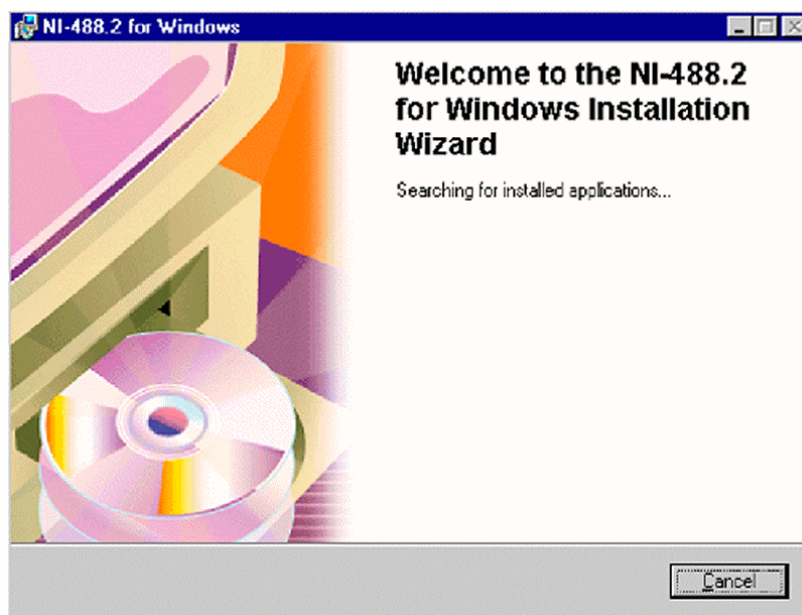 NI-488.2 for Windows
Welcome to the NI-488.2
for Windows Installation
Wizard
Searching for installed applications...
Cancel